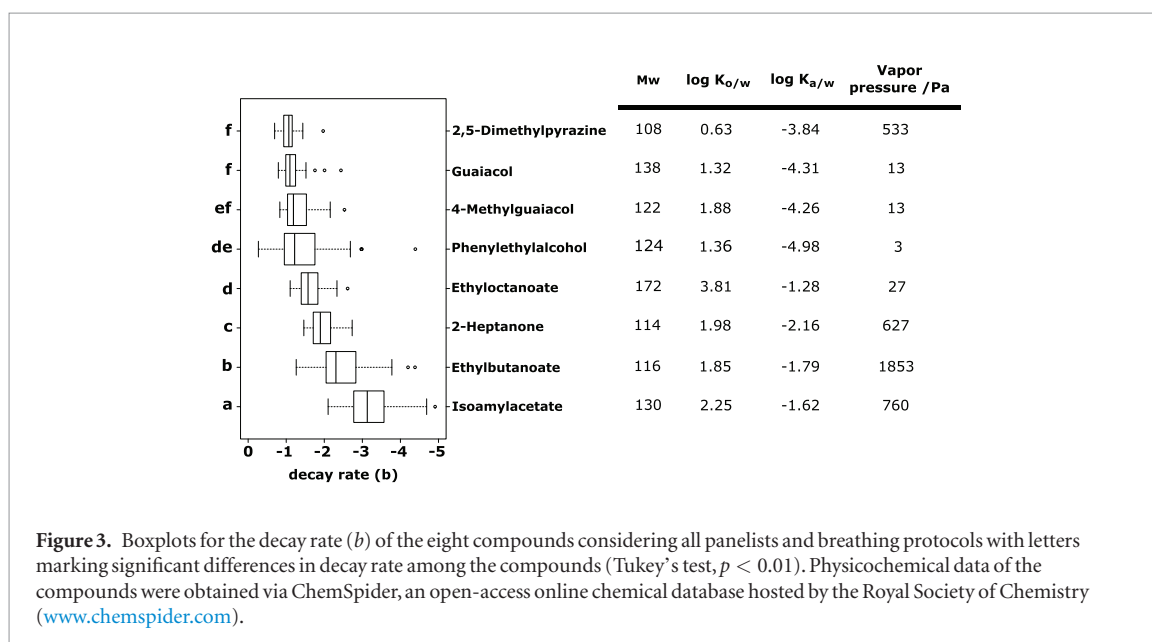 Mw log Ko/w log Ka/w Vapor pressure /Pa
f 2,5-Dimethylpyrazine 108 0.63 -3.84 533
f Guaiacol 138 1.32 -4.31 13
ef 4-Methylguaiacol 122 1.88 -4.26 13
de Phenylethylalcohol 124 1.36 -4.98 3
d Ethyloctanoate 172 3.81 -1.28 27
c 2-Heptanone 114 1.98 -2.16 627
b Ethylbutanoate 116 1.85 -1.79 1853
a Isoamylacetate 130 2.25 -1.62 760
0 -1 -2 -3 -4 -5
decay rate (b)
Figure 3. Boxplots for the decay rate (b) of the eight compounds considering all panelists and breathing protocols with letters
marking significant differences in decay rate among the compounds (Tukey's test, p < 0.01). Physicochemical data of the
compounds were obtained via ChemSpider, an open-access online chemical database hosted by the Royal Society of Chemistry
(www.chemspider.com).